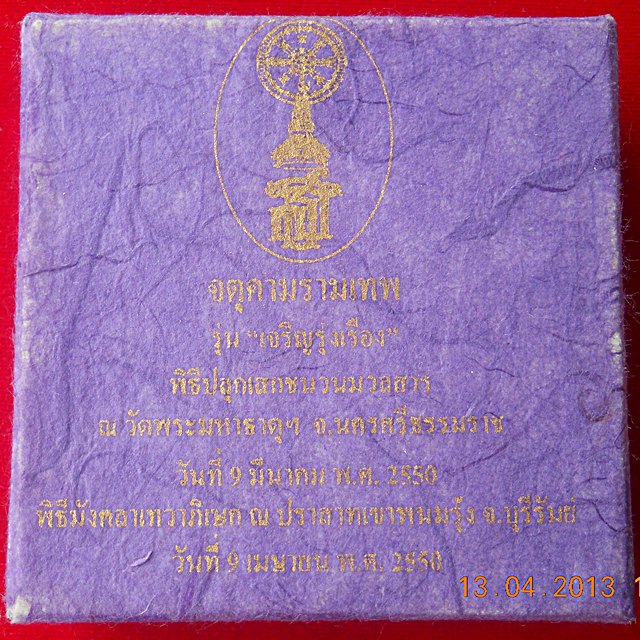 จตุคามรามเทพ
รุ่น "เจริญรุ่งเรือง"
พิธีปลุกเสกชนวนมวลสาร
ณ วัดพระมหาธาตุฯ จ.นครศรีธรรมราช
วันที่ 9 มีนาคม พ.ศ. 2550
พิธีมังคลาเทวาภิเษก ณ ปราสาทเขาพนมรุ้ง จ.บุรีรัมย์
วันที่ 9 เมษายน พ.ศ. 2550
13.04.2013